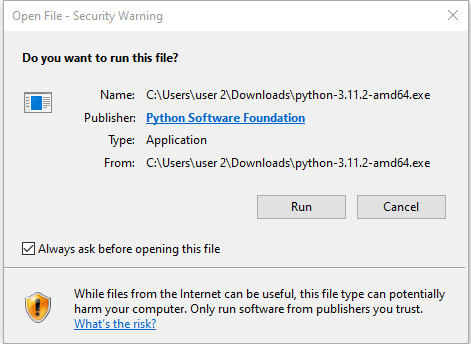 Open File - Security Warning
Do you want to run this file?
Name: C:\Users\user 2\Downloads\python-3.11.2-amd64.exe
Publisher: Python Software Foundation
Type: Application
From: C:\Users\user 2\Downloads\python-3.11.2-amd64.exe
Run Cancel
Always ask before opening this file
While files from the Internet can be useful, this file type can potentially
harm your computer. Only run software from publishers you trust.
What's the risk?